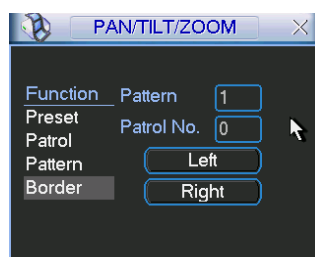 PAN/TILT/ZOOM
Function
Preset
Patrol
Pattern
Border
Pattern 1
Patrol No. 0
Left
Right